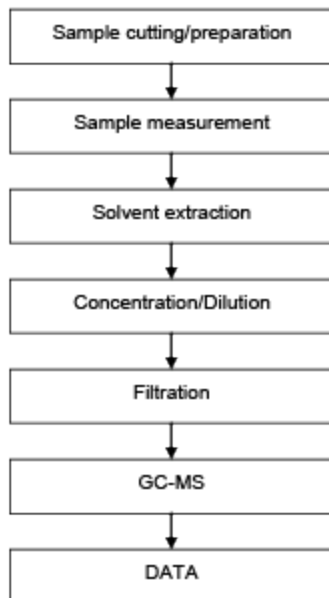 Sample cutting/preparation
Sample measurement
Solvent extraction
Concentration/Dilution
Filtration
GC-MS
DATA